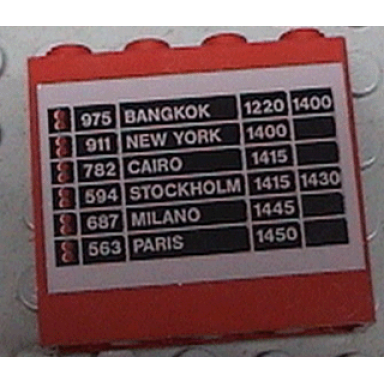 975 BANGKOK 1220 1400
911 NEW YORK 1400
782 CAIRO 1415
594 STOCKHOLM 1415 1430
687 MILANO 1445
563 PARIS 1450